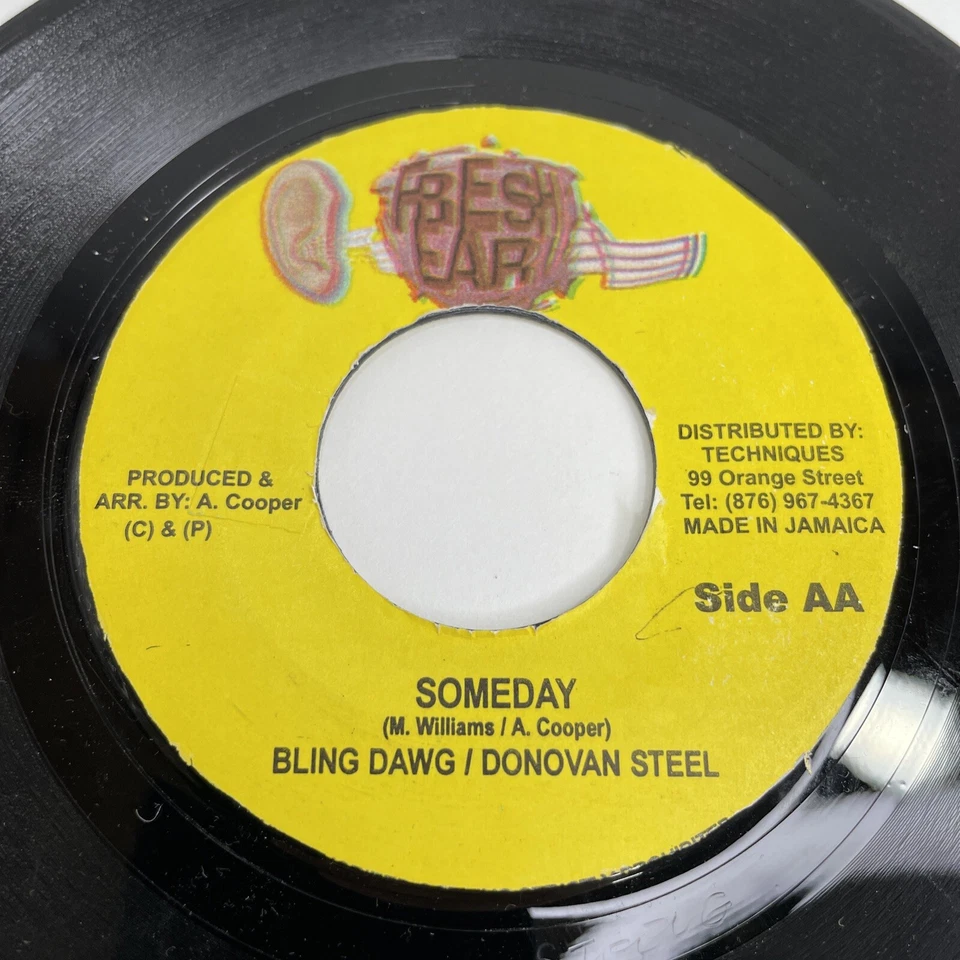 FRESH
EAR
PRODUCED &
ARR. BY: A. Cooper
(C) & (P)
DISTRIBUTED BY:
TECHNIQUES
99 Orange Street
Tel: (876) 967-4367
MADE IN JAMAICA
Side AA
SOMEDAY
(M. Williams / A. Cooper)
BLING DAWG / DONOVAN STEEL